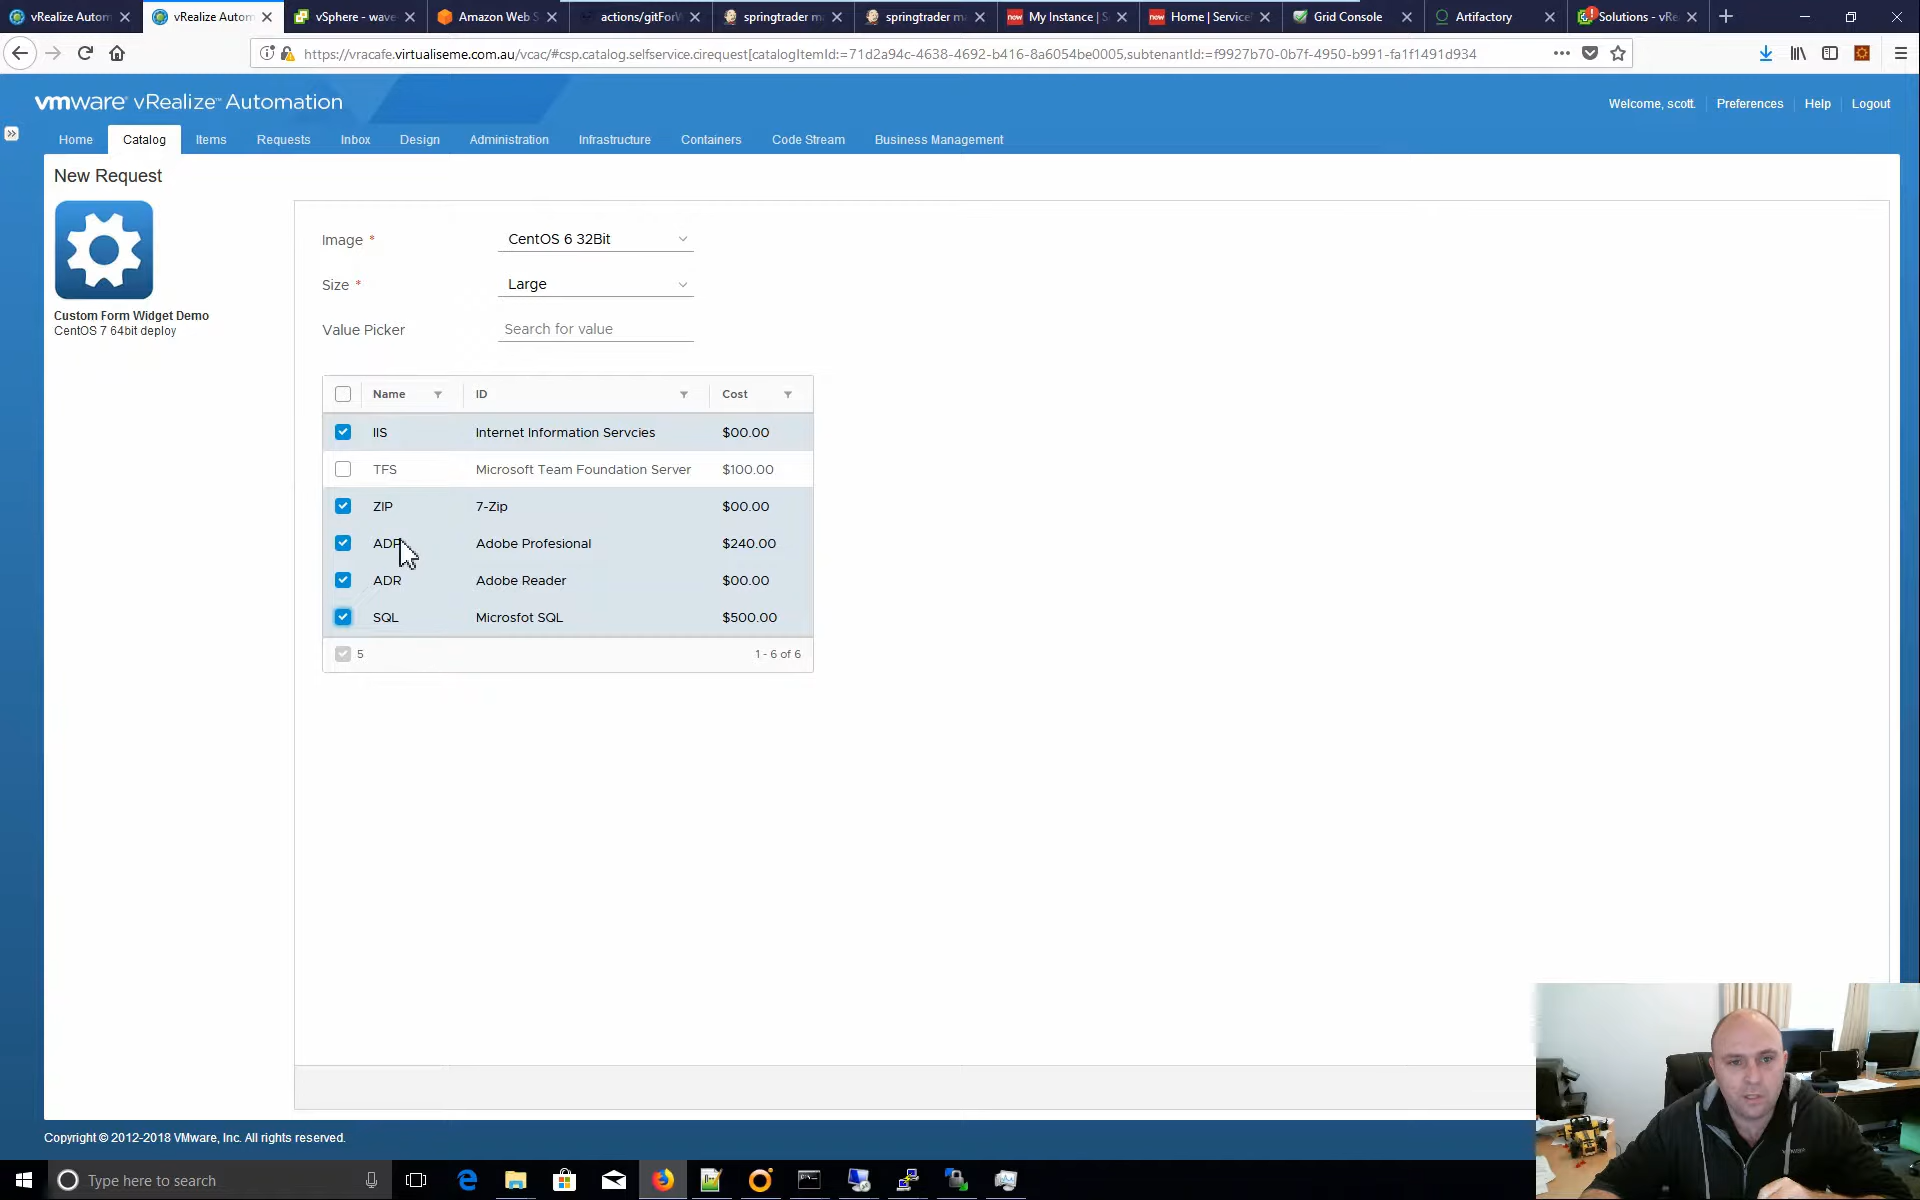 vRealize Autom
vRealize Autom
vSphere - wave
Amazon Web S
actions/gitForW
springtrader m
springtrader m
My Instance | S
Home | Service
Grid Console
Artifactory
Solutions - vRe
https://vracafe.virtualiseme.com.au/vcac/#csp.catalog.selfservice.cirequest[catalogItemId:=71d2a94c-4638-4692-b416-8a6054be0005,subtenantId:=f9927b70-0b7f-4950-b991-fa1f1491d934
vmware vRealize™ Automation
Welcome, scott.
Preferences
Help
Logout
Home
Catalog
Items
Requests
Inbox
Design
Administration
Infrastructure
Containers
Code Stream
Business Management
New Request
Custom Form Widget Demo
CentOS 7 64bit deploy
Image *
CentOS 6 32Bit
Size *
Large
Value Picker
Search for value
Name ID Cost
IIS Internet Information Servcies $00.00
TFS Microsoft Team Foundation Server $100.00
ZIP 7-Zip $00.00
ADP Adobe Profesional $240.00
ADR Adobe Reader $00.00
SQL Microsfot SQL $500.00
5
1 - 6 of 6
Copyright © 2012-2018 VMware, Inc. All rights reserved.
Type here to search